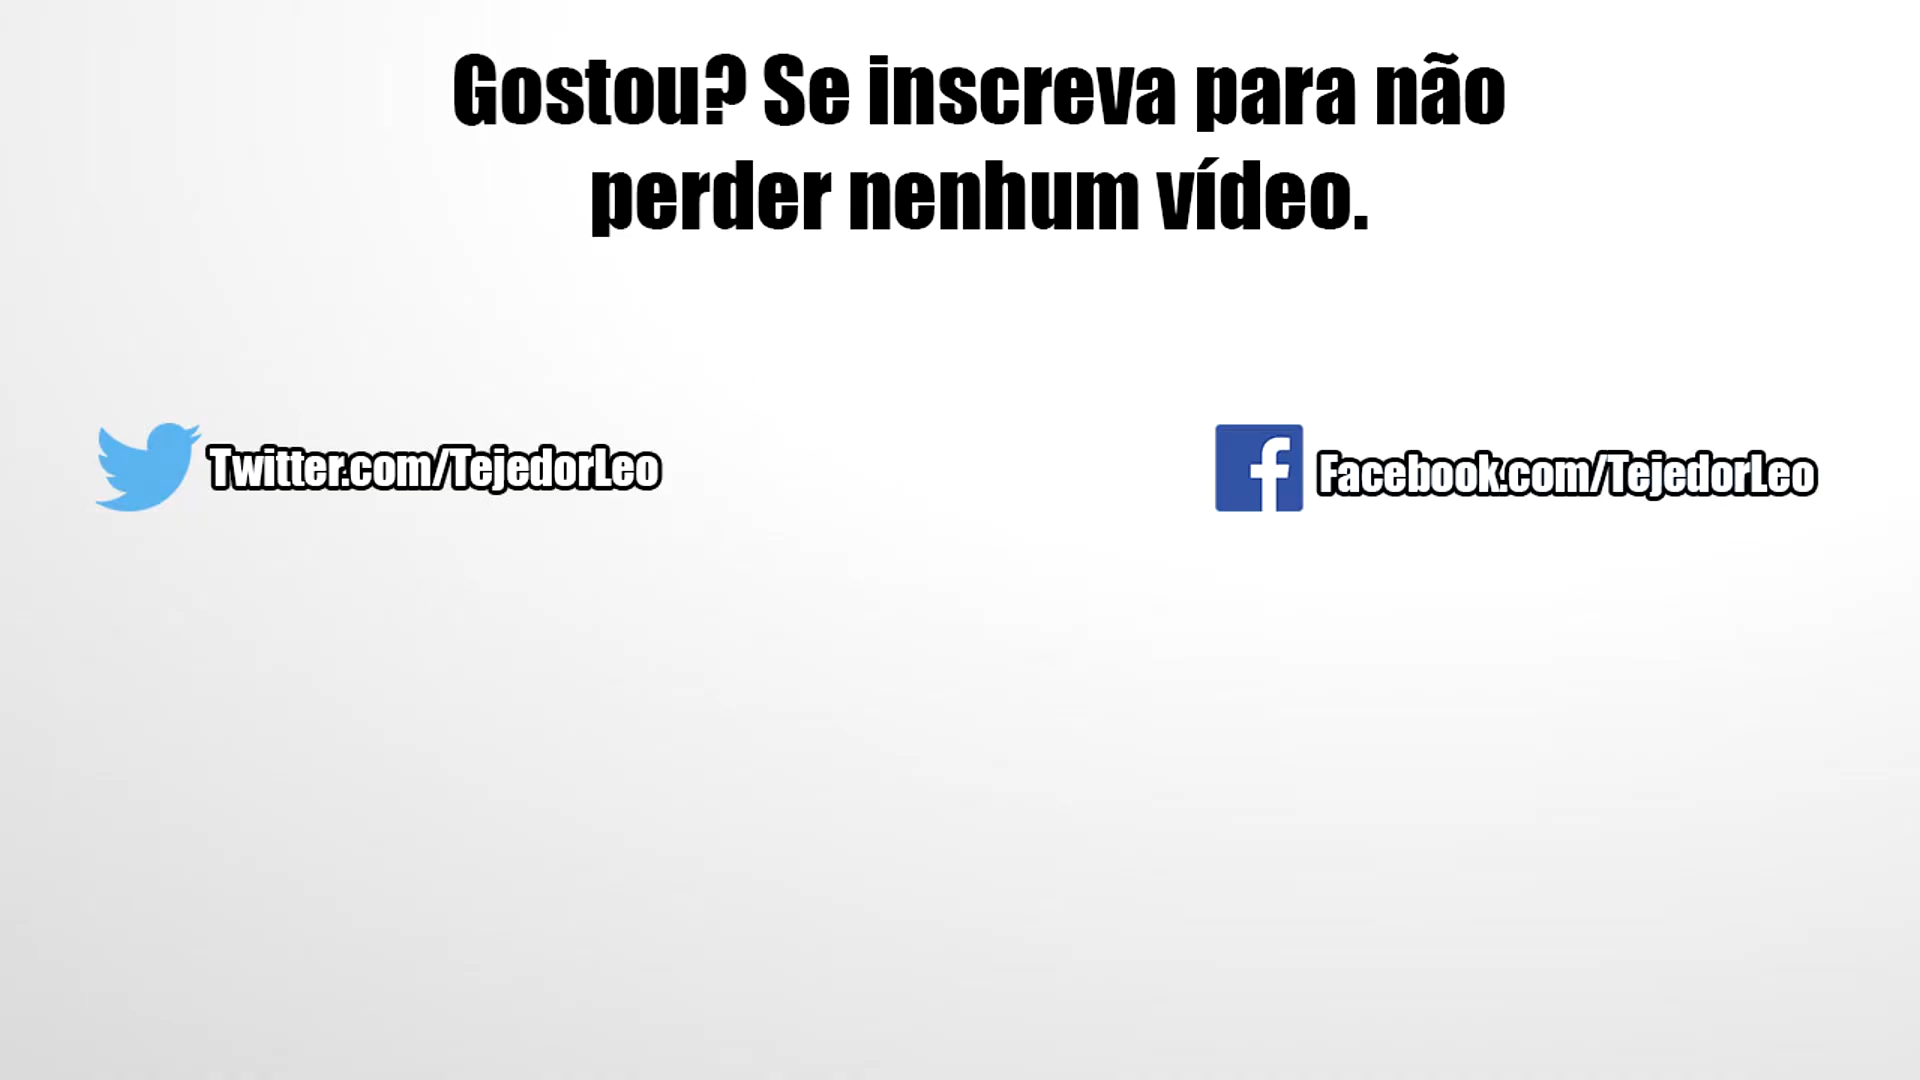 Gostou? Se inscreva para não
perder nenhum vídeo.
Twitter.com/TejedorLeo
Facebook.com/TejedorLeo